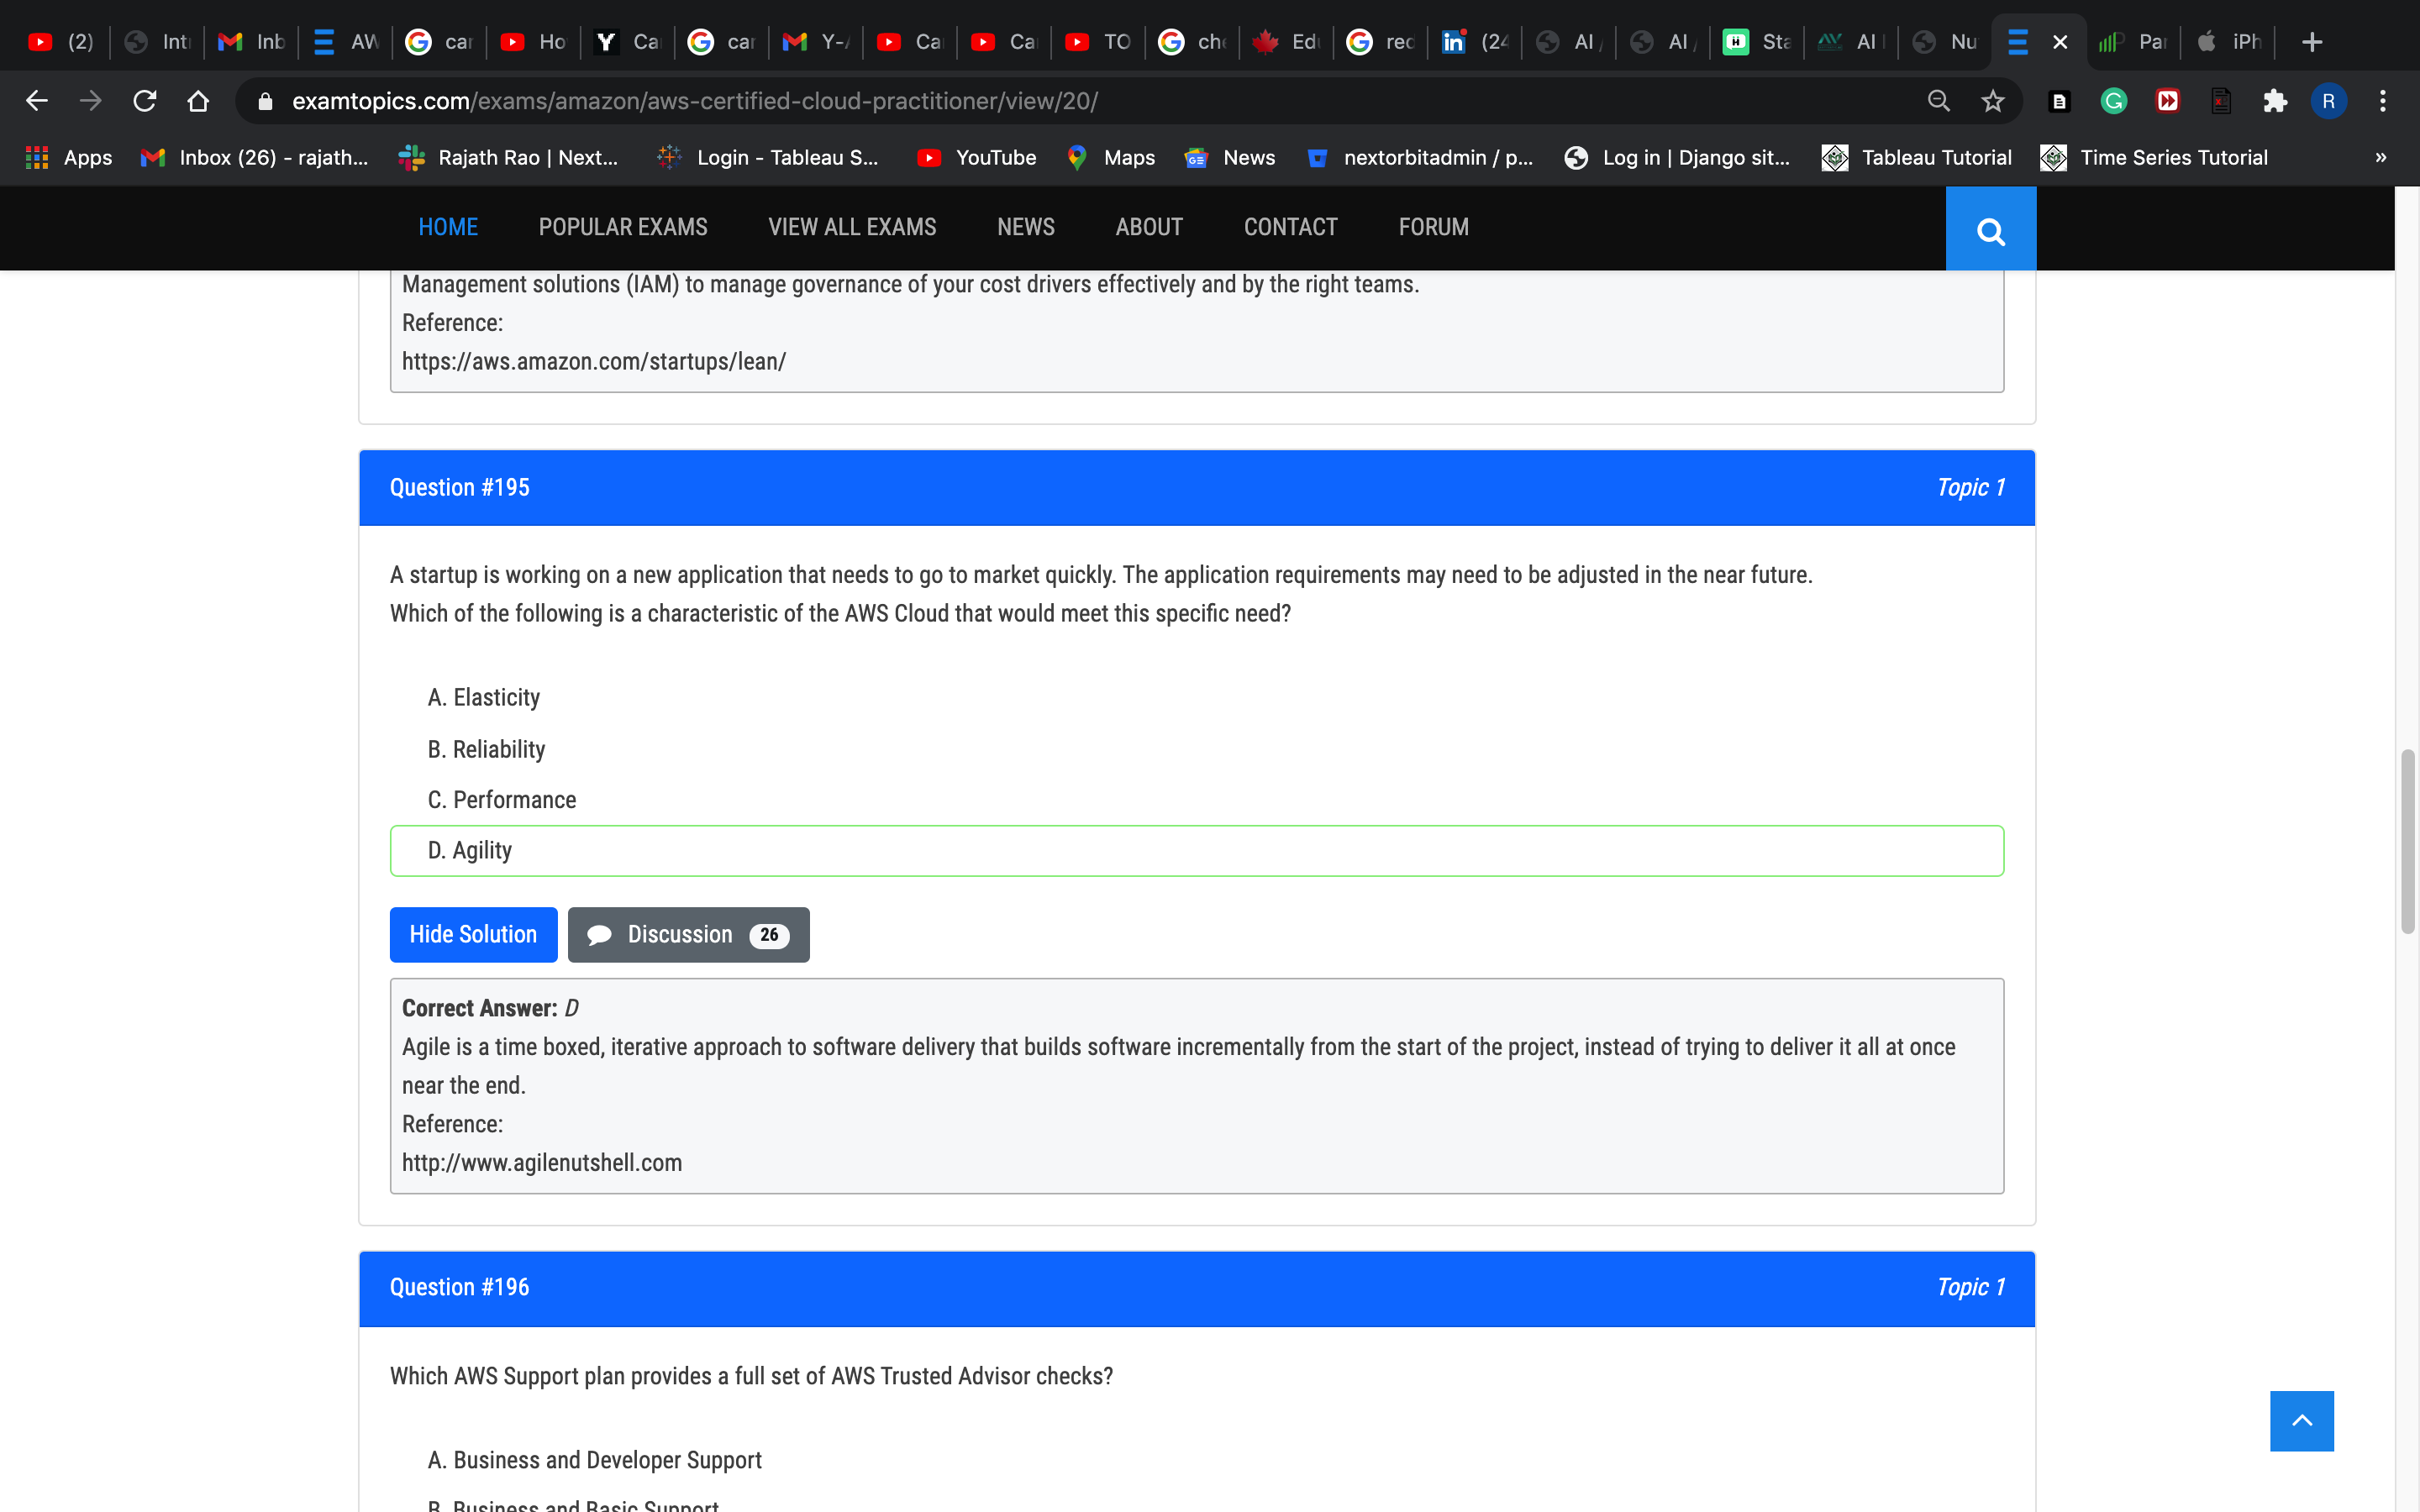 (2)
Int
Inb
AW
car
Ho
Ca
car
Y-
Ca
Ca
TO
che
Ed
rec
(24
AI
AI
Sta
AI
Nu
Par
iPh
examtopics.com/exams/amazon/aws-certified-cloud-practitioner/view/20/
R
Apps
Inbox (26) - rajath...
Rajath Rao | Next...
Login - Tableau S...
YouTube
Maps
News
nextorbitadmin / p...
Log in | Django sit...
Tableau Tutorial
Time Series Tutorial
»
HOME POPULAR EXAMS VIEW ALL EXAMS NEWS ABOUT CONTACT FORUM
Management solutions (IAM) to manage governance of your cost drivers effectively and by the right teams.
Reference:
https://aws.amazon.com/startups/lean/
Question #195 Topic 1
A startup is working on a new application that needs to go to market quickly. The application requirements may need to be adjusted in the near future.
Which of the following is a characteristic of the AWS Cloud that would meet this specific need?
A. Elasticity
B. Reliability
C. Performance
D. Agility
Hide Solution Discussion 26
Correct Answer: D
Agile is a time boxed, iterative approach to software delivery that builds software incrementally from the start of the project, instead of trying to deliver it all at once
near the end.
Reference:
http://www.agilenutshell.com
Question #196 Topic 1
Which AWS Support plan provides a full set of AWS Trusted Advisor checks?
A. Business and Developer Support
B. Business and Basic Support